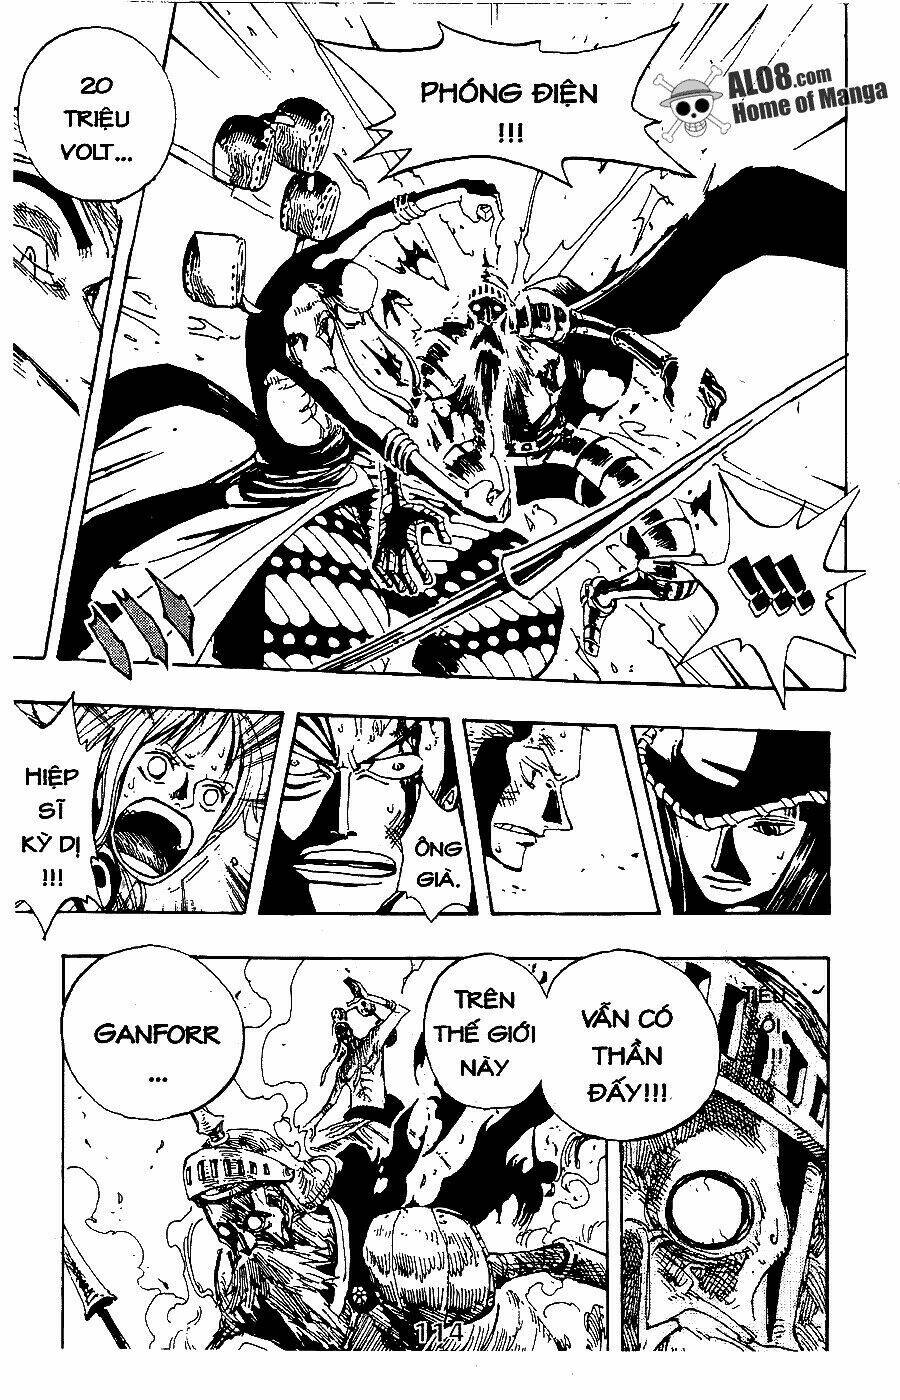 20
TRIỆU
VOLT...
PHÓNG ĐIỆN
!!!
ALO8.com
Home of Manga
!!!
HIỆP
SĨ
KỲ DỊ
!!!
ÔNG
GIÀ.
GANFORR
...
TRÊN
THẾ GIỚI
NÀY
VẪN CÓ
THẦN
ĐẤY!!!
114